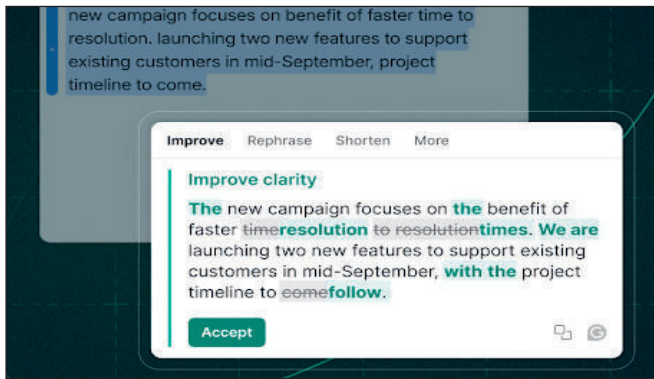 new campaign focuses on benefit of faster time to
resolution. launching two new features to support
existing customers in mid-September, project
timeline to come.
Improve Rephrase Shorten More
Improve clarity
The new campaign focuses on the benefit of
faster timeresolution to resolutiontimes. We are
launching two new features to support existing
customers in mid-September, with the project
timeline to comefollow.
Accept